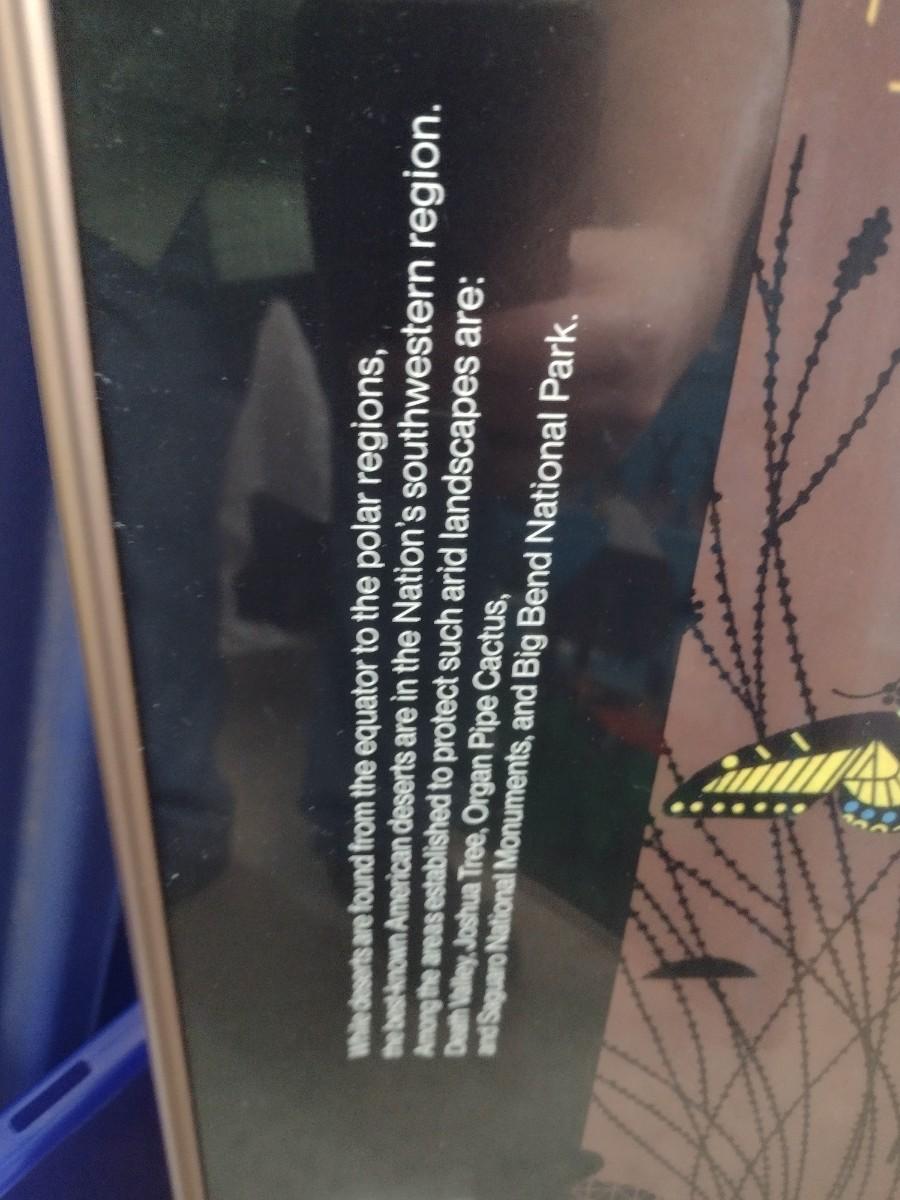 While deserts are found from the equator to the polar regions,
the best-known American deserts are in the Nation's southwestern region.
Among the areas established to protect such arid landscapes are:
Death Valley, Joshua Tree, Organ Pipe Cactus,
and Saguaro National Monuments, and Big Bend National Park.